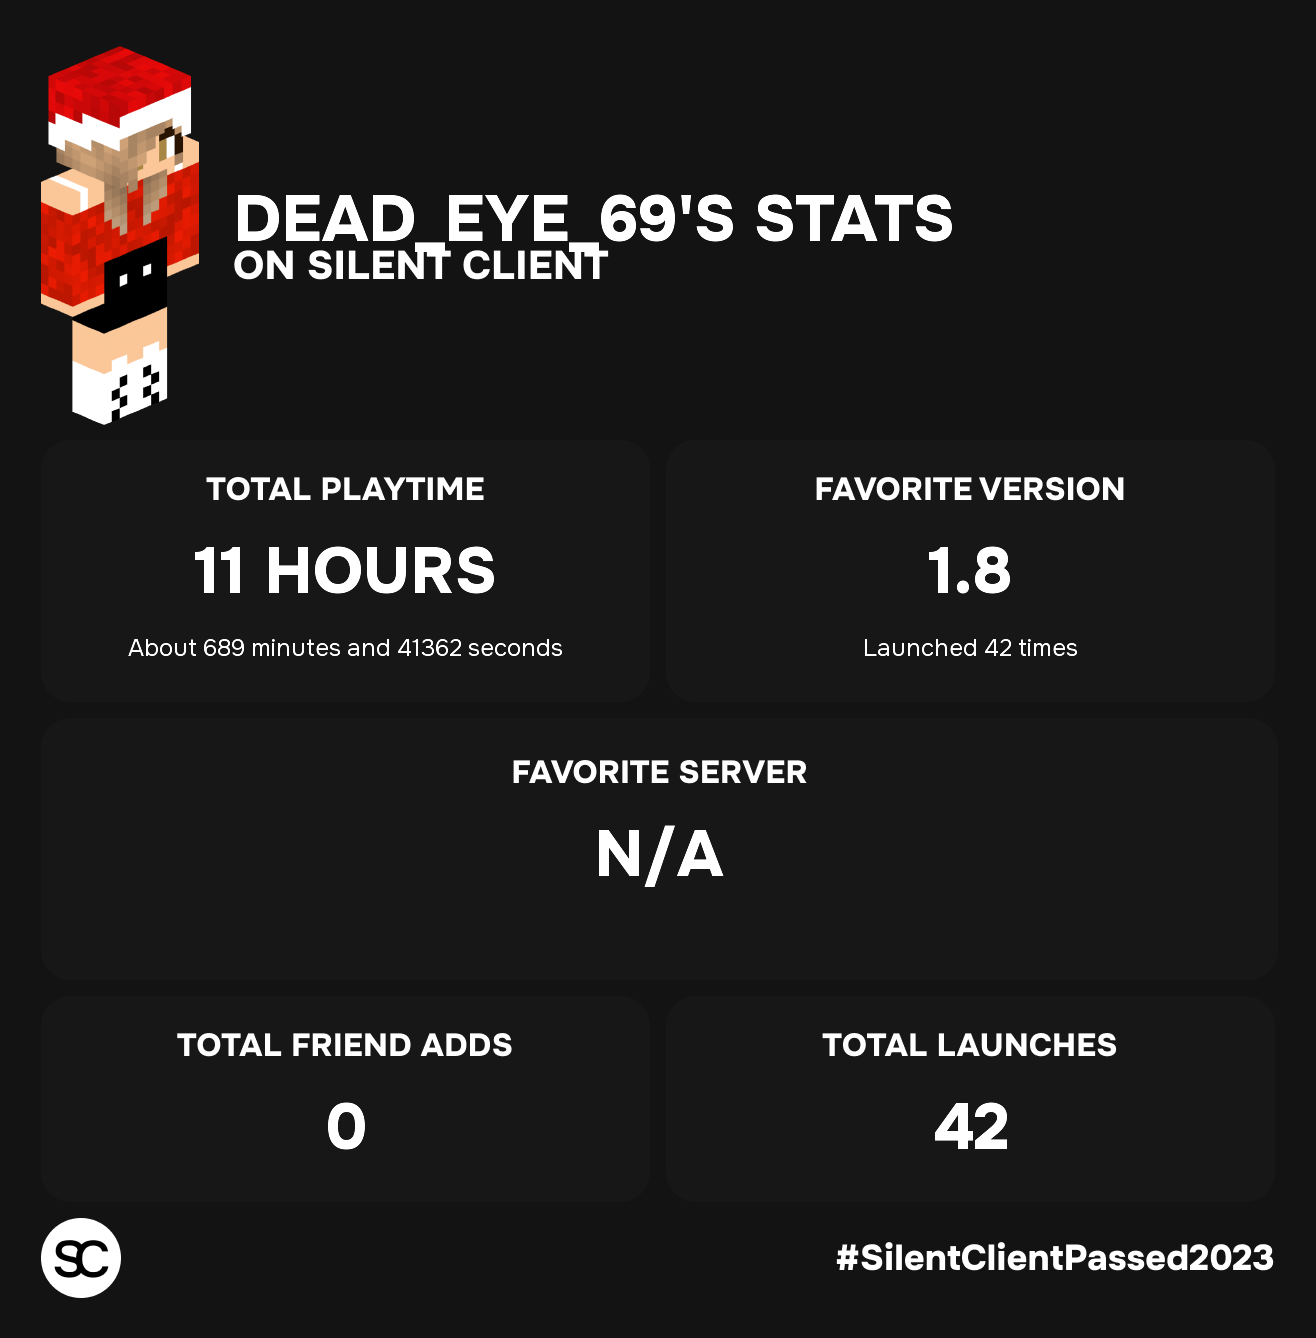 DEAD_EYE_69'S STATS
ON SILENT CLIENT
TOTAL PLAYTIME
11 HOURS
About 689 minutes and 41362 seconds
FAVORITE VERSION
1.8
Launched 42 times
FAVORITE SERVER
N/A
TOTAL FRIEND ADDS
0
TOTAL LAUNCHES
42
SC
#SilentClientPassed2023